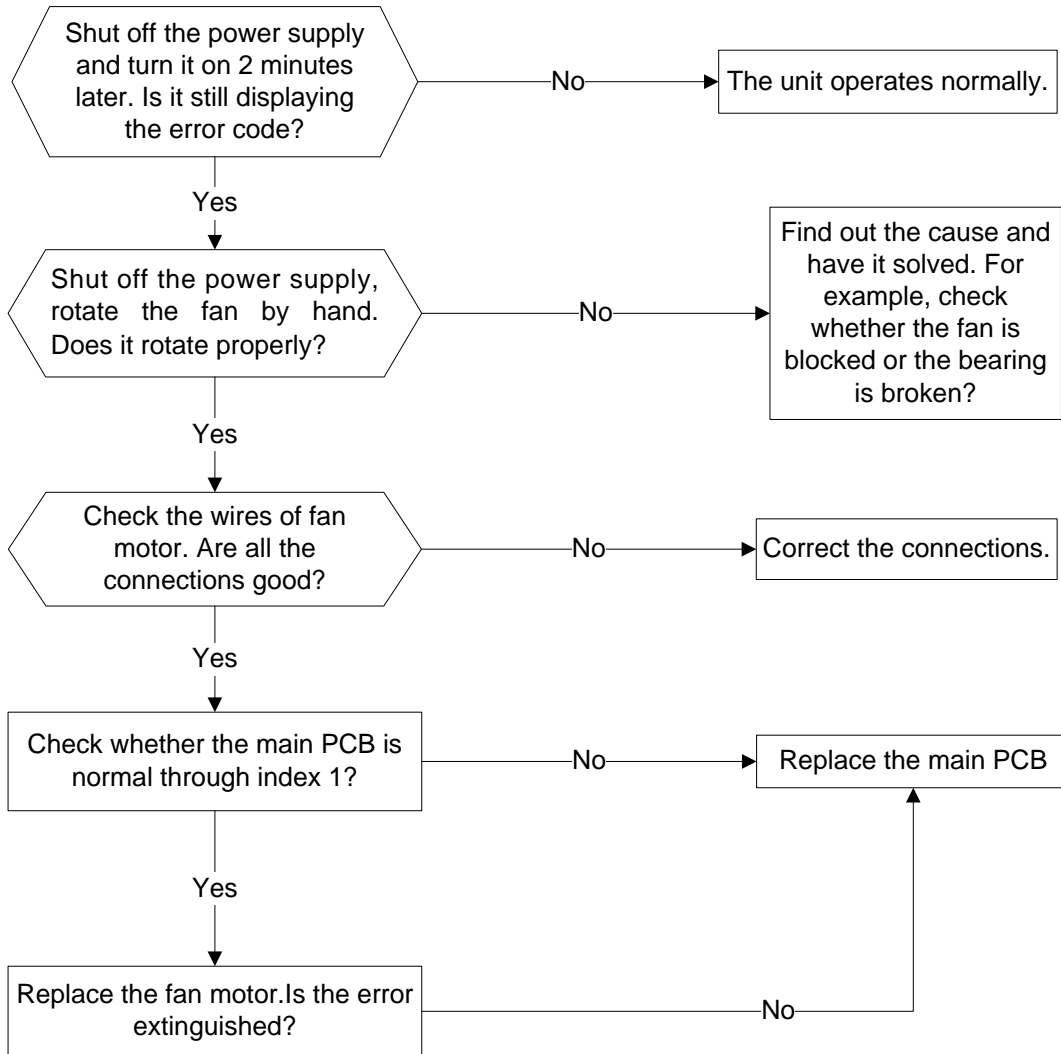 Shut off the power supply
and turn it on 2 minutes
later. Is it still displaying
the error code?
No
The unit operates normally.
Yes
Shut off the power supply,
rotate the fan by hand.
Does it rotate properly?
No
Find out the cause and
have it solved. For
example, check
whether the fan is
blocked or the bearing
is broken?
Yes
Check the wires of fan
motor. Are all the
connections good?
No
Correct the connections.
Yes
Check whether the main PCB is
normal through index 1?
No
Replace the main PCB
Yes
Replace the fan motor.Is the error
extinguished?
No